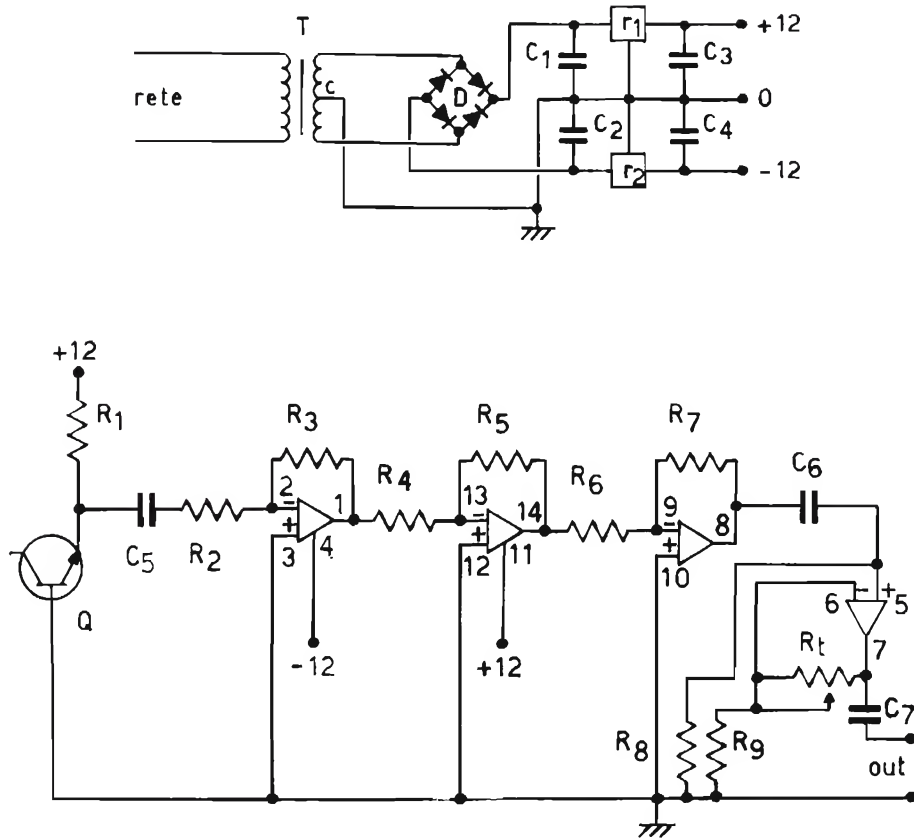 T
rete
C
D
C1
r1
C3
+12
0
C2
C4
r2
-12
+12
R1
R3
R5
R7
C6
C5
R2
2
-
+
3
1
4
R4
13
-
+
12
14
11
R6
9
-
+
10
8
6
-
+
5
7
Q
-12
+12
Rt
R8
R9
C7
out